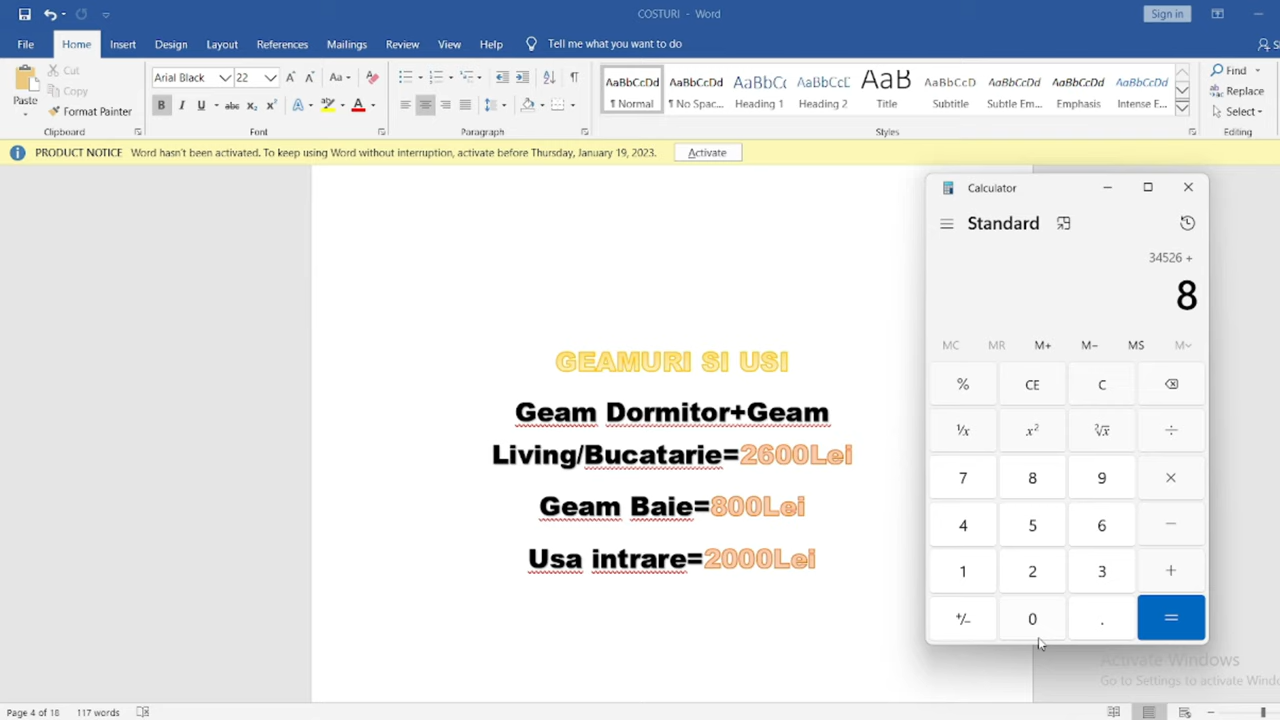 COSTURI - Word
Sign in
File Home Insert Design Layout References Mailings Review View Help Tell me what you want to do
Paste
Cut
Copy
Format Painter
Clipboard
Arial Black 22
Font
Paragraph
AaBbCcDd AaBbCcDd AaBbCc AaBbCcC AaB AaBbCcD AaBbCcDd AaBbCcDd AaBbCcDd
¶ Normal ¶ No Spac... Heading 1 Heading 2 Title Subtitle Subtle Em... Emphasis Intense E...
Styles
Find
Replace
Select
Editing
PRODUCT NOTICE Word hasn't been activated. To keep using Word without interruption, activate before Thursday, January 19, 2023. Activate
GEAMURI SI USI
Geam Dormitor+Geam
Living/Bucatarie=2600Lei
Geam Baie=800Lei
Usa intrare=2000Lei
Calculator
Standard
34526 +
8
MC MR M+ M− MS M˅
% CE C
¹/x x² ²√x ÷
7 8 9 ×
4 5 6 −
1 2 3 +
+/− 0 . =
Activate Windows
Go to Settings to activate Windo
Page 4 of 18 117 words